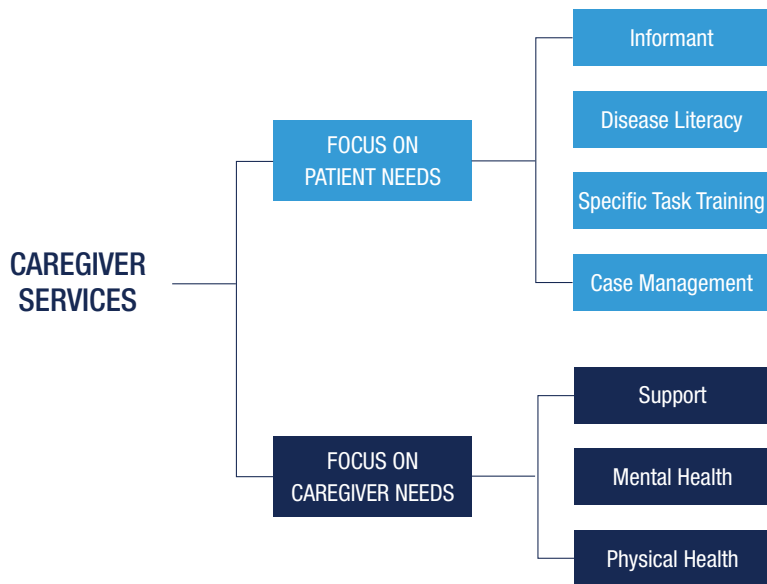 CAREGIVER
SERVICES
FOCUS ON
PATIENT NEEDS
Informant
Disease Literacy
Specific Task Training
Case Management
FOCUS ON
CAREGIVER NEEDS
Support
Mental Health
Physical Health